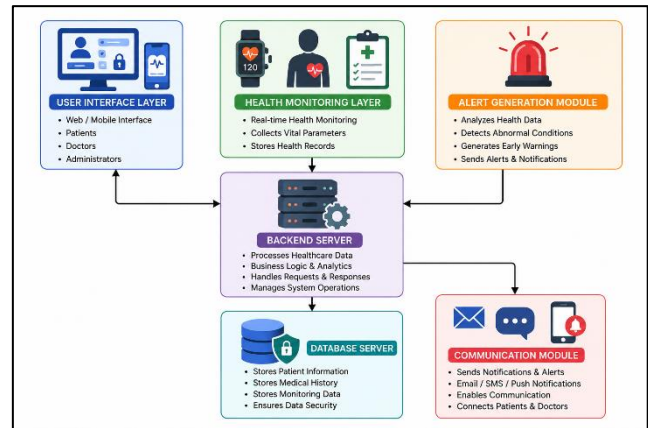 USER INTERFACE LAYER
• Web / Mobile Interface
• Patients
• Doctors
• Administrators
120
HEALTH MONITORING LAYER
• Real-time Health Monitoring
• Collects Vital Parameters
• Stores Health Records
ALERT GENERATION MODULE
• Analyzes Health Data
• Detects Abnormal Conditions
• Generates Early Warnings
• Sends Alerts & Notifications
BACKEND SERVER
• Processes Healthcare Data
• Business Logic & Analytics
• Handles Requests & Responses
• Manages System Operations
DATABASE SERVER
• Stores Patient Information
• Stores Medical History
• Stores Monitoring Data
• Ensures Data Security
COMMUNICATION MODULE
• Sends Notifications & Alerts
• Email / SMS / Push Notifications
• Enables Communication
• Connects Patients & Doctors